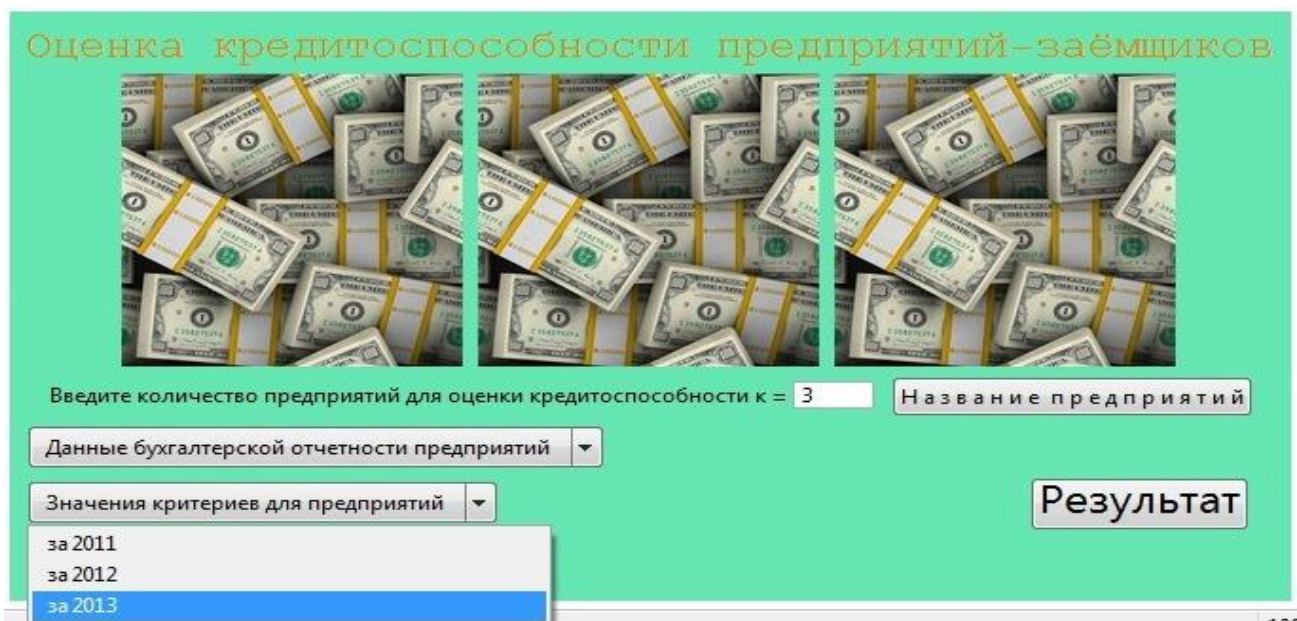 Оценка кредитоспособности предприятий-заёмщиков
Введите количество предприятий для оценки кредитоспособности к = 3
Название предприятий
Данные бухгалтерской отчетности предприятий
Значения критериев для предприятий
Результат
за 2011
за 2012
за 2013